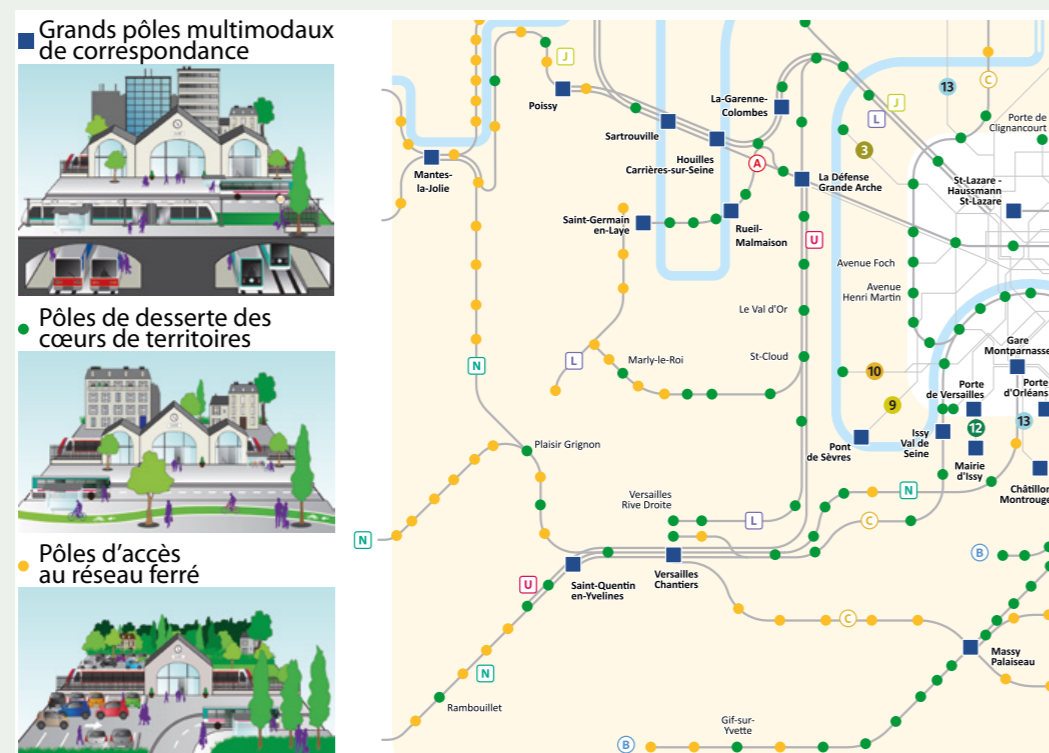 Grands pôles multimodaux
de correspondance
Pôles de desserte des
cœurs de territoires
Pôles d'accès
au réseau ferré
J
Poissy
Mantes-
la-Jolie
Sartrouville
Houilles
Carrières-sur-Seine
La-Garenne-
Colombes
A
Saint-Germain
en-Laye
Rueil-
Malmaison
La Défense
Grande Arche
U
3
L
J
13
C
Porte de
Clignancourt
St-Lazare -
Haussmann
St-Lazare
Avenue Foch
Avenue
Henri Martin
Le Val d'Or
St-Cloud
Marly-le-Roi
L
N
10
9
Gare
Montparnasse
Porte
de Versailles
Porte
d'Orléans
12
13
Pont
de Sèvres
Issy
Val de
Seine
Mairie
d'Issy
Châtillon
Montrouge
Plaisir Grignon
Versailles
Rive Droite
L
N
C
N
B
U
Saint-Quentin
en-Yvelines
Versailles
Chantiers
C
Massy
Palaiseau
N
Rambouillet
Gif-sur-
Yvette
B